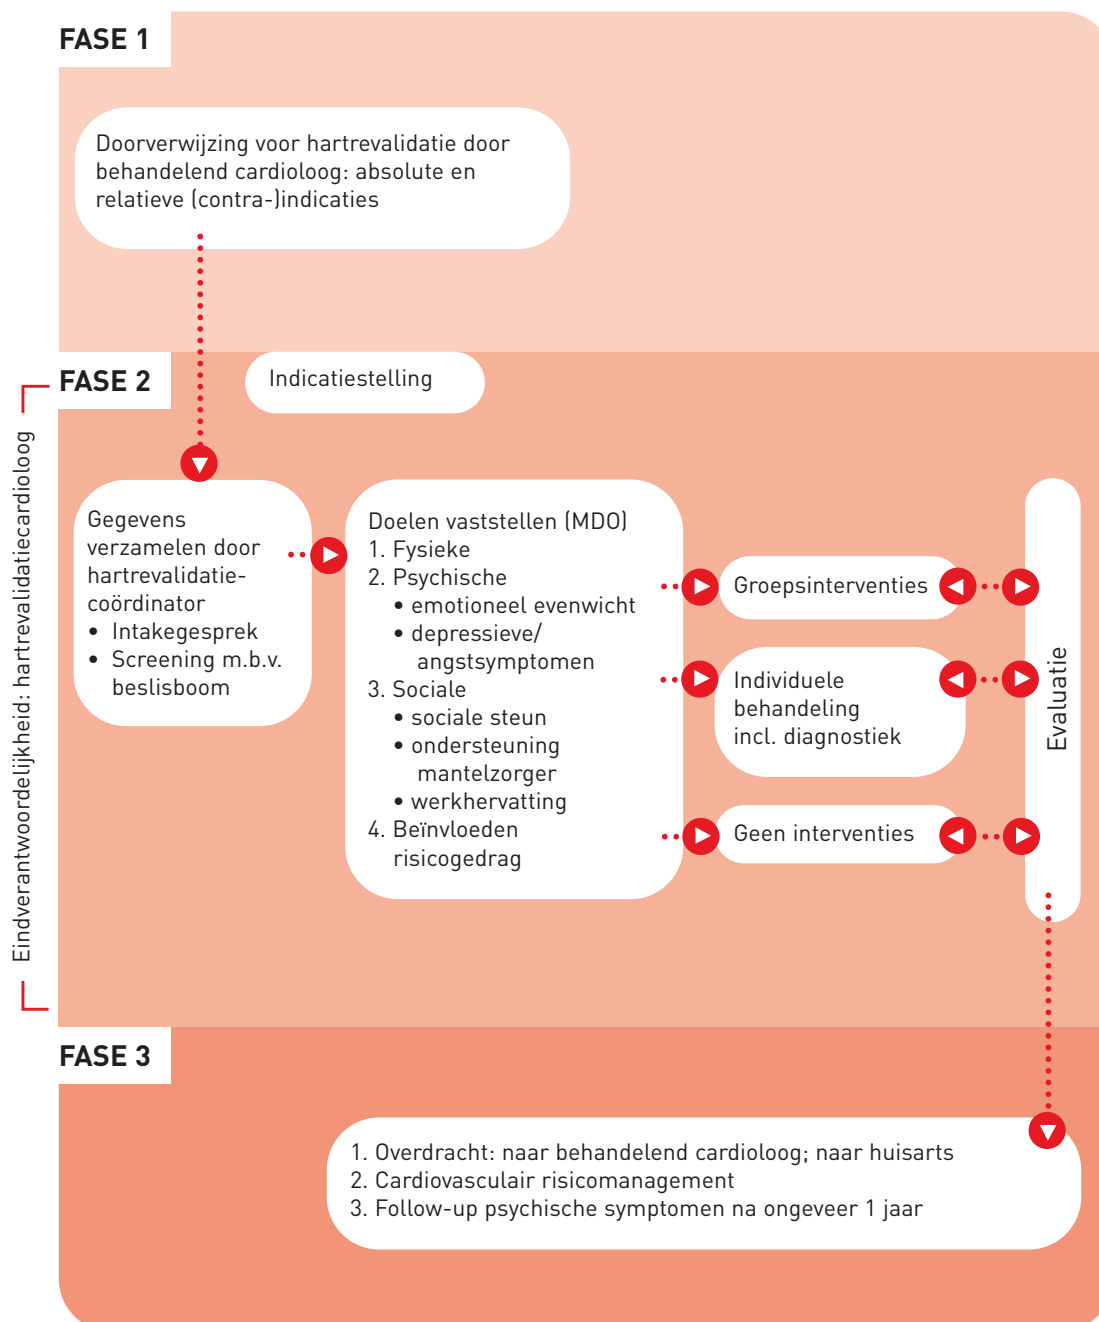 FASE 1
Doorverwijzing voor hartrevalidatie door
behandelend cardioloog: absolute en
relatieve (contra-)indicaties
FASE 2
Indicatiestelling
Eindverantwoordelijkheid: hartrevalidatiecardioloog
Gegevens
verzamelen door
hartrevalidatie-
coördinator
• Intakegesprek
• Screening m.b.v.
beslisboom
Doelen vaststellen (MDO)
1. Fysieke
2. Psychische
• emotioneel evenwicht
• depressieve/
angstsymptomen
3. Sociale
• sociale steun
• ondersteuning
mantelzorger
• werkhervatting
4. Beïnvloeden
risicogedrag
Groepsinterventies
Individuele
behandeling
incl. diagnostiek
Geen interventies
Evaluatie
FASE 3
1. Overdracht: naar behandelend cardioloog; naar huisarts
2. Cardiovasculair risicomanagement
3. Follow-up psychische symptomen na ongeveer 1 jaar